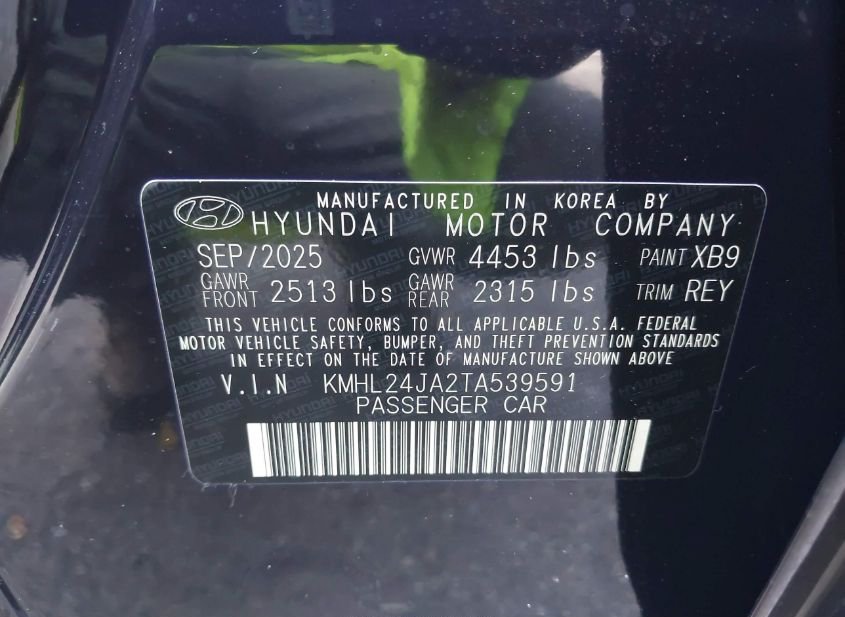 MANUFACTURED IN KOREA BY
HYUNDAI MOTOR COMPANY
SEP/2025 GVWR 4453 lbs PAINT XB9
GAWR FRONT 2513 lbs GAWR REAR 2315 lbs TRIM REY
THIS VEHICLE CONFORMS TO ALL APPLICABLE U.S.A. FEDERAL
MOTOR VEHICLE SAFETY, BUMPER, AND THEFT PREVENTION STANDARDS
IN EFFECT ON THE DATE OF MANUFACTURE SHOWN ABOVE
V.I.N KMHL24JA2TA539591
PASSENGER CAR